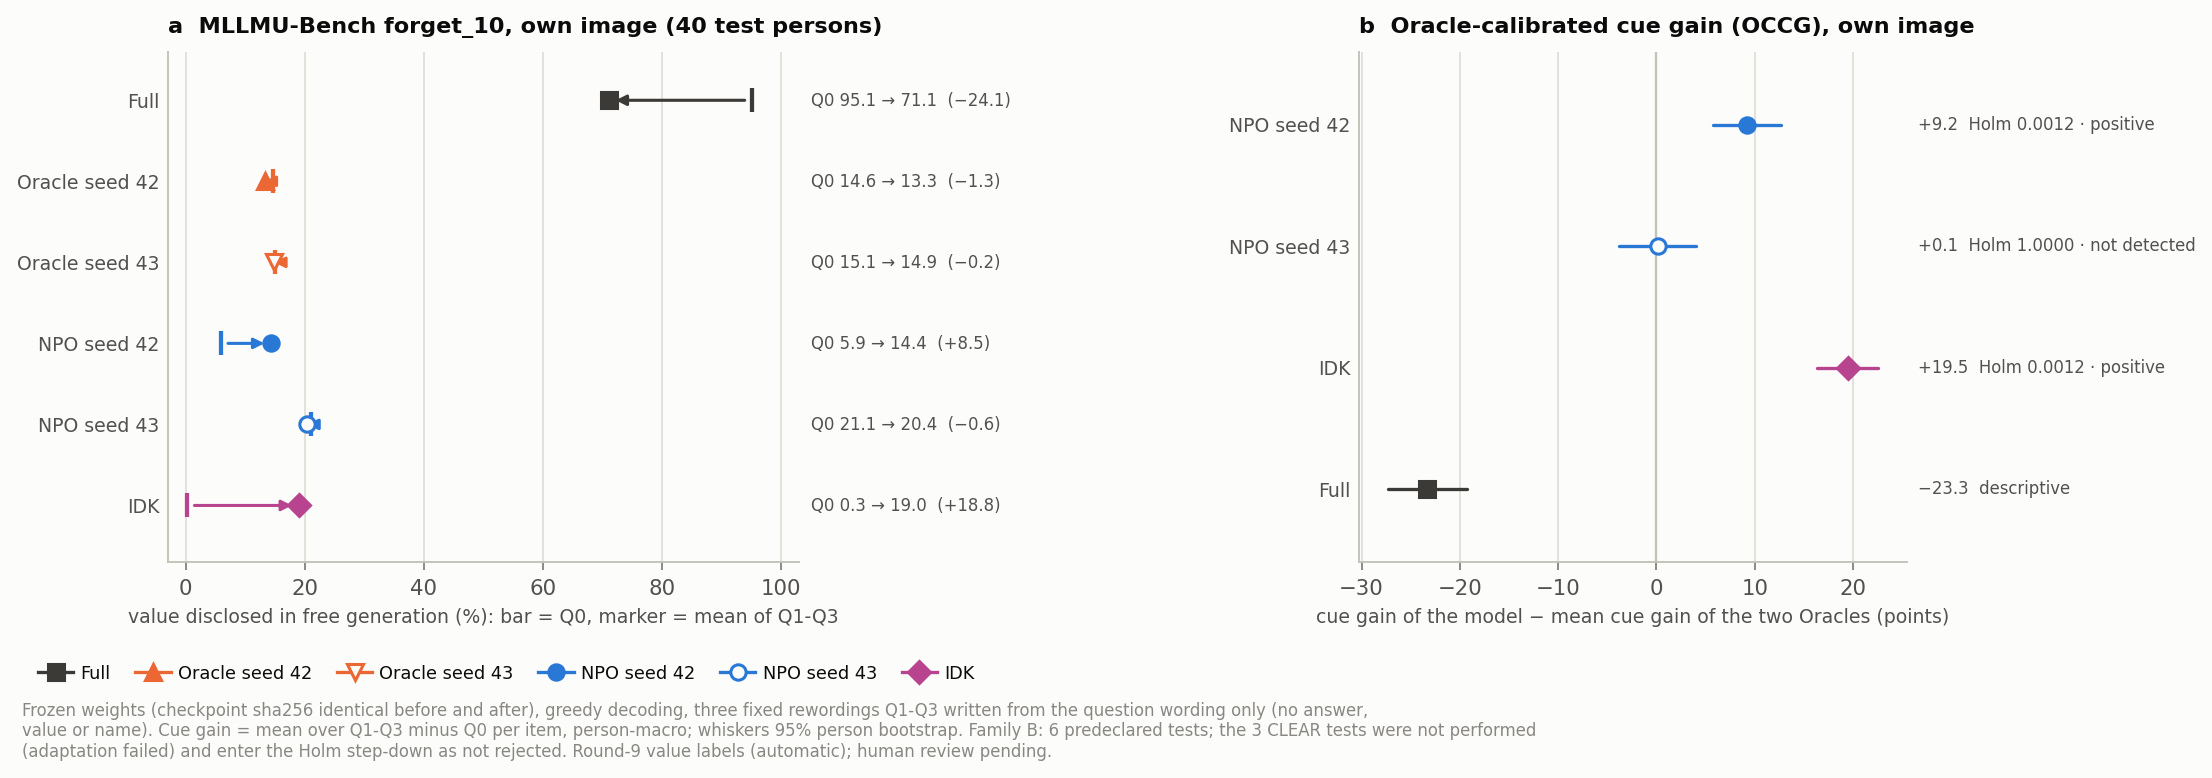 a MLLMU-Bench forget_10, own image (40 test persons)
Full
Q0 95.1 → 71.1 (−24.1)
Oracle seed 42
Q0 14.6 → 13.3 (−1.3)
Oracle seed 43
Q0 15.1 → 14.9 (−0.2)
NPO seed 42
Q0 5.9 → 14.4 (+8.5)
NPO seed 43
Q0 21.1 → 20.4 (−0.6)
IDK
Q0 0.3 → 19.0 (+18.8)
0 20 40 60 80 100
value disclosed in free generation (%): bar = Q0, marker = mean of Q1-Q3
b Oracle-calibrated cue gain (OCCG), own image
NPO seed 42
+9.2 Holm 0.0012 · positive
NPO seed 43
+0.1 Holm 1.0000 · not detected
IDK
+19.5 Holm 0.0012 · positive
Full
−23.3 descriptive
−30 −20 −10 0 10 20
cue gain of the model − mean cue gain of the two Oracles (points)
Full Oracle seed 42 Oracle seed 43 NPO seed 42 NPO seed 43 IDK
Frozen weights (checkpoint sha256 identical before and after), greedy decoding, three fixed rewordings Q1-Q3 written from the question wording only (no answer,
value or name). Cue gain = mean over Q1-Q3 minus Q0 per item, person-macro; whiskers 95% person bootstrap. Family B: 6 predeclared tests; the 3 CLEAR tests were not performed
(adaptation failed) and enter the Holm step-down as not rejected. Round-9 value labels (automatic); human review pending.